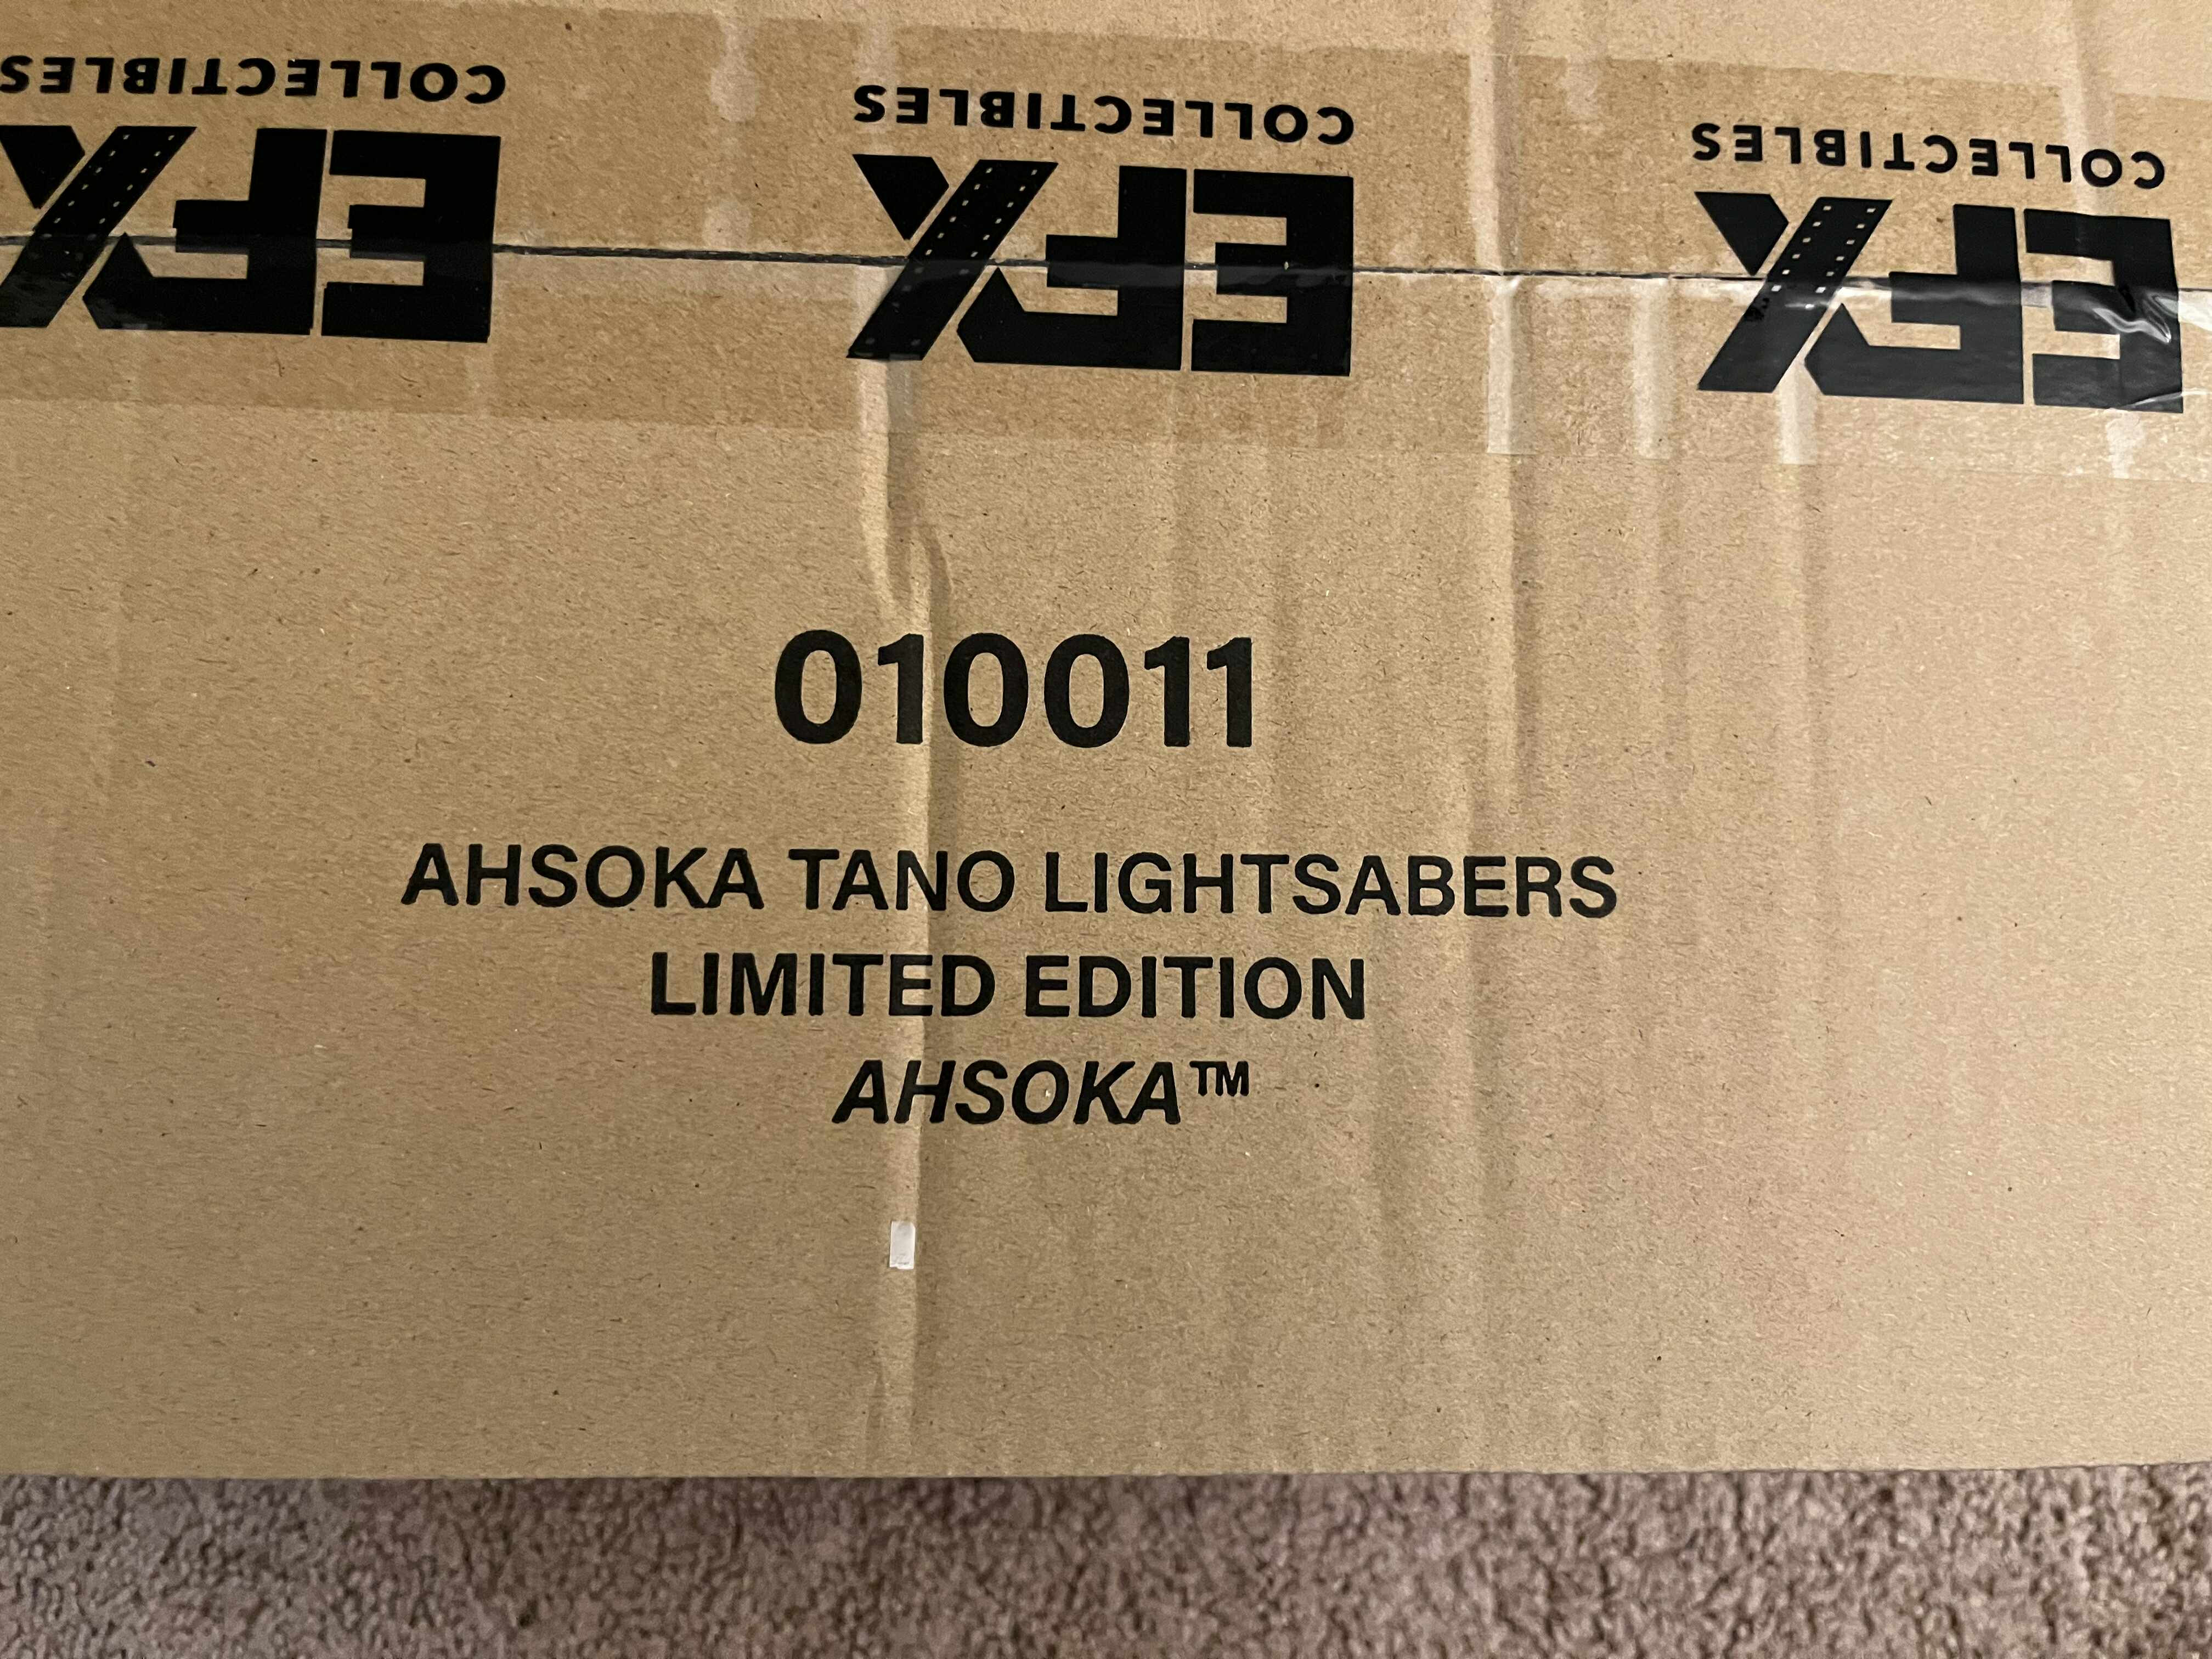 COLLECTIBLES
EFX
COLLECTIBLES
EFX
COLLECTIBLES
EFX
010011
AHSOKA TANO LIGHTSABERS
LIMITED EDITION
AHSOKA™